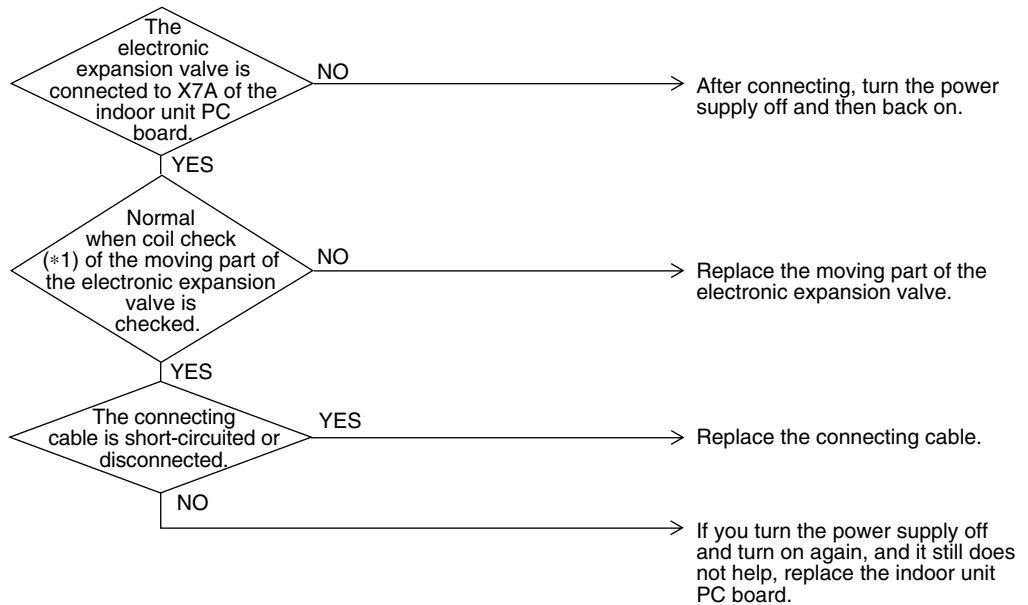 The
electronic
expansion valve is
connected to X7A of the
indoor unit PC
board.
NO
After connecting, turn the power
supply off and then back on.
YES
Normal
when coil check
(*1) of the moving part of
the electronic expansion
valve is
checked.
NO
Replace the moving part of the
electronic expansion valve.
YES
The connecting
cable is short-circuited or
disconnected.
YES
Replace the connecting cable.
NO
If you turn the power supply off
and turn on again, and it still does
not help, replace the indoor unit
PC board.